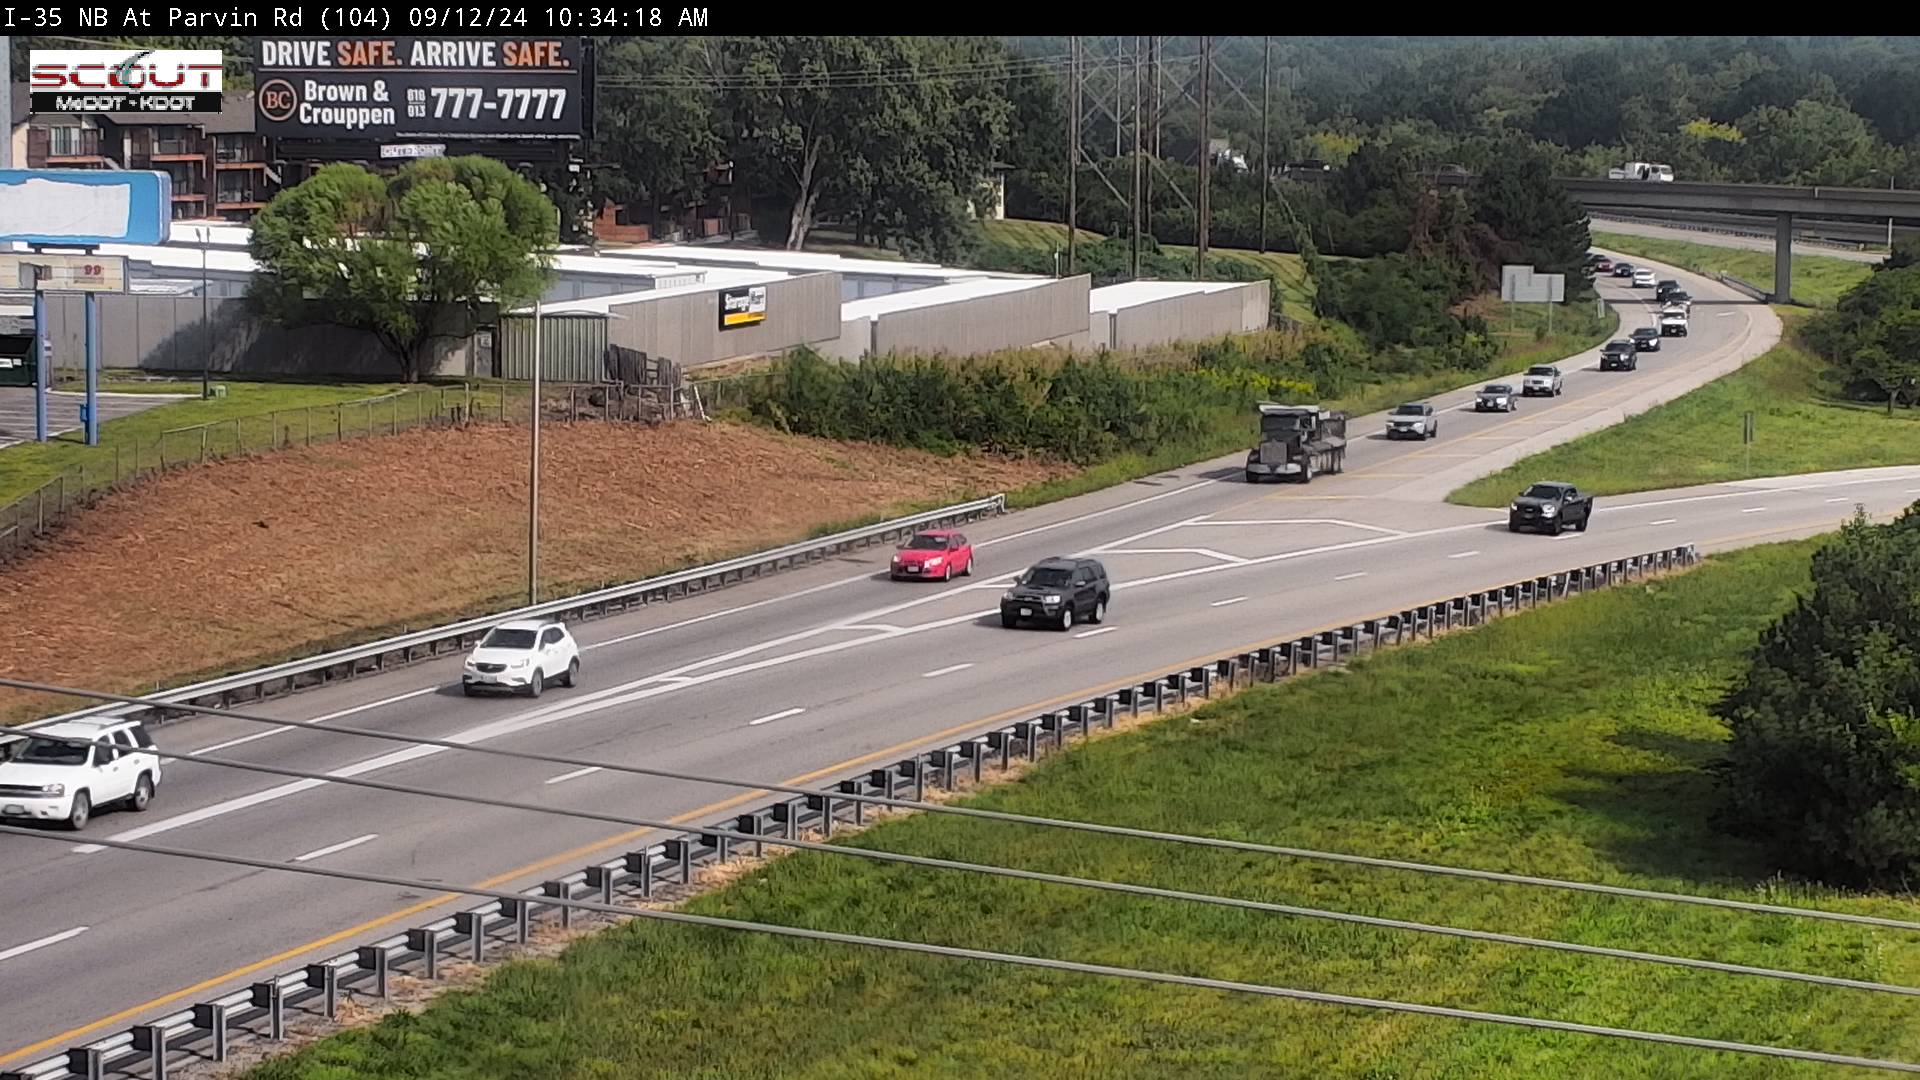 I-35 NB At Parvin Rd (104) 09/12/24 10:34:18 AM
SCOUT
MoDOT - KDOT
DRIVE SAFE. ARRIVE SAFE.
BC
Brown &
Crouppen
816
913
777-7777
OUTFRONT
99